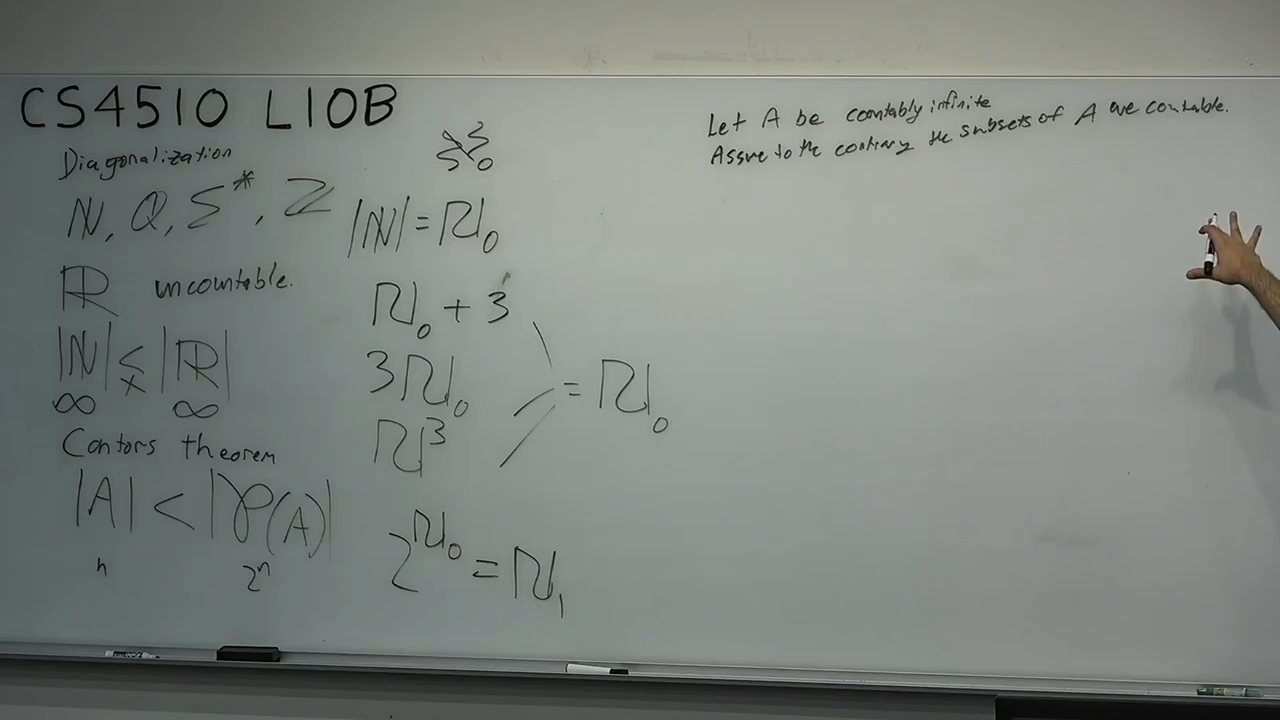 CS4510 L10B
Diagonalization
ℕ, Q, Σ*, ℤ
ℝ uncountable.
|ℕ| ≤ |ℝ|
∞ ∞
Cantors theorem
|A| < |𝒫(A)|
n 2ⁿ
ℵ₀
|ℕ| = ℵ₀
ℵ₀ + 3
3ℵ₀
ℵ³
= ℵ₀
2^ℵ₀ = ℵ₁
Let A be countably infinite
Assume to the contrary the subsets of A are countable.